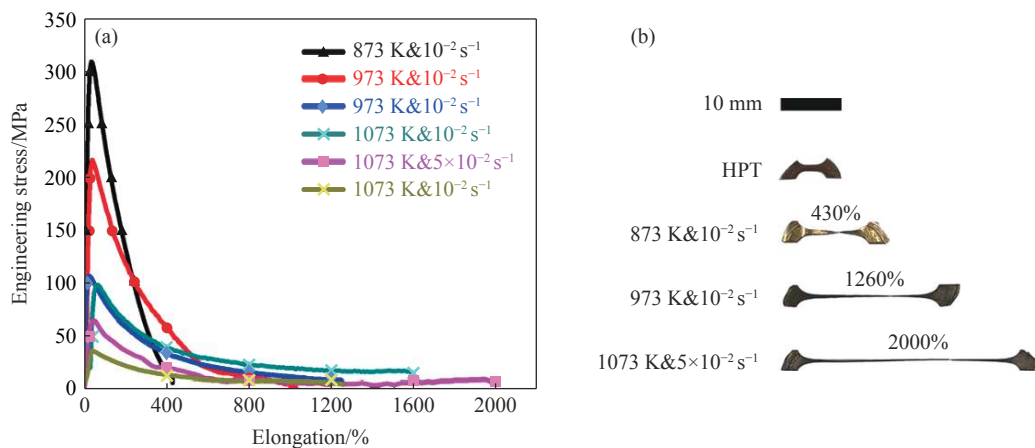 (a)
350
300
250
200
150
100
50
0
Engineering stress/MPa
873 K&10⁻² s⁻¹
973 K&10⁻² s⁻¹
973 K&10⁻² s⁻¹
1073 K&10⁻² s⁻¹
1073 K&5×10⁻² s⁻¹
1073 K&10⁻² s⁻¹
0 400 800 1200 1600 2000
Elongation/%
(b)
10 mm
HPT
430%
873 K&10⁻² s⁻¹
1260%
973 K&10⁻² s⁻¹
2000%
1073 K&5×10⁻² s⁻¹